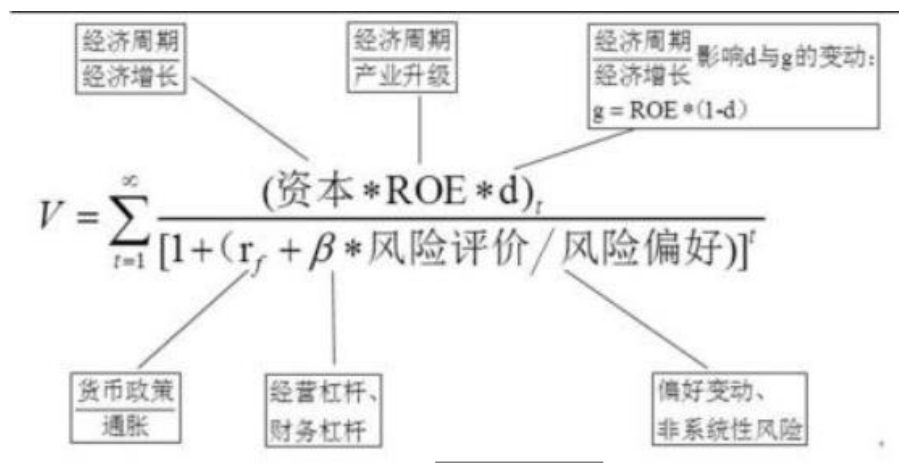 经济周期
经济增长
经济周期
产业升级
经济周期
经济增长
影响d与g的变动:
g = ROE *(1-d)
V = ∑ t=1 ∞ (资本*ROE*d)t
[1+(rf + β*风险评价/风险偏好)]t
货币政策
通胀
经营杠杆、
财务杠杆
偏好变动、
非系统性风险